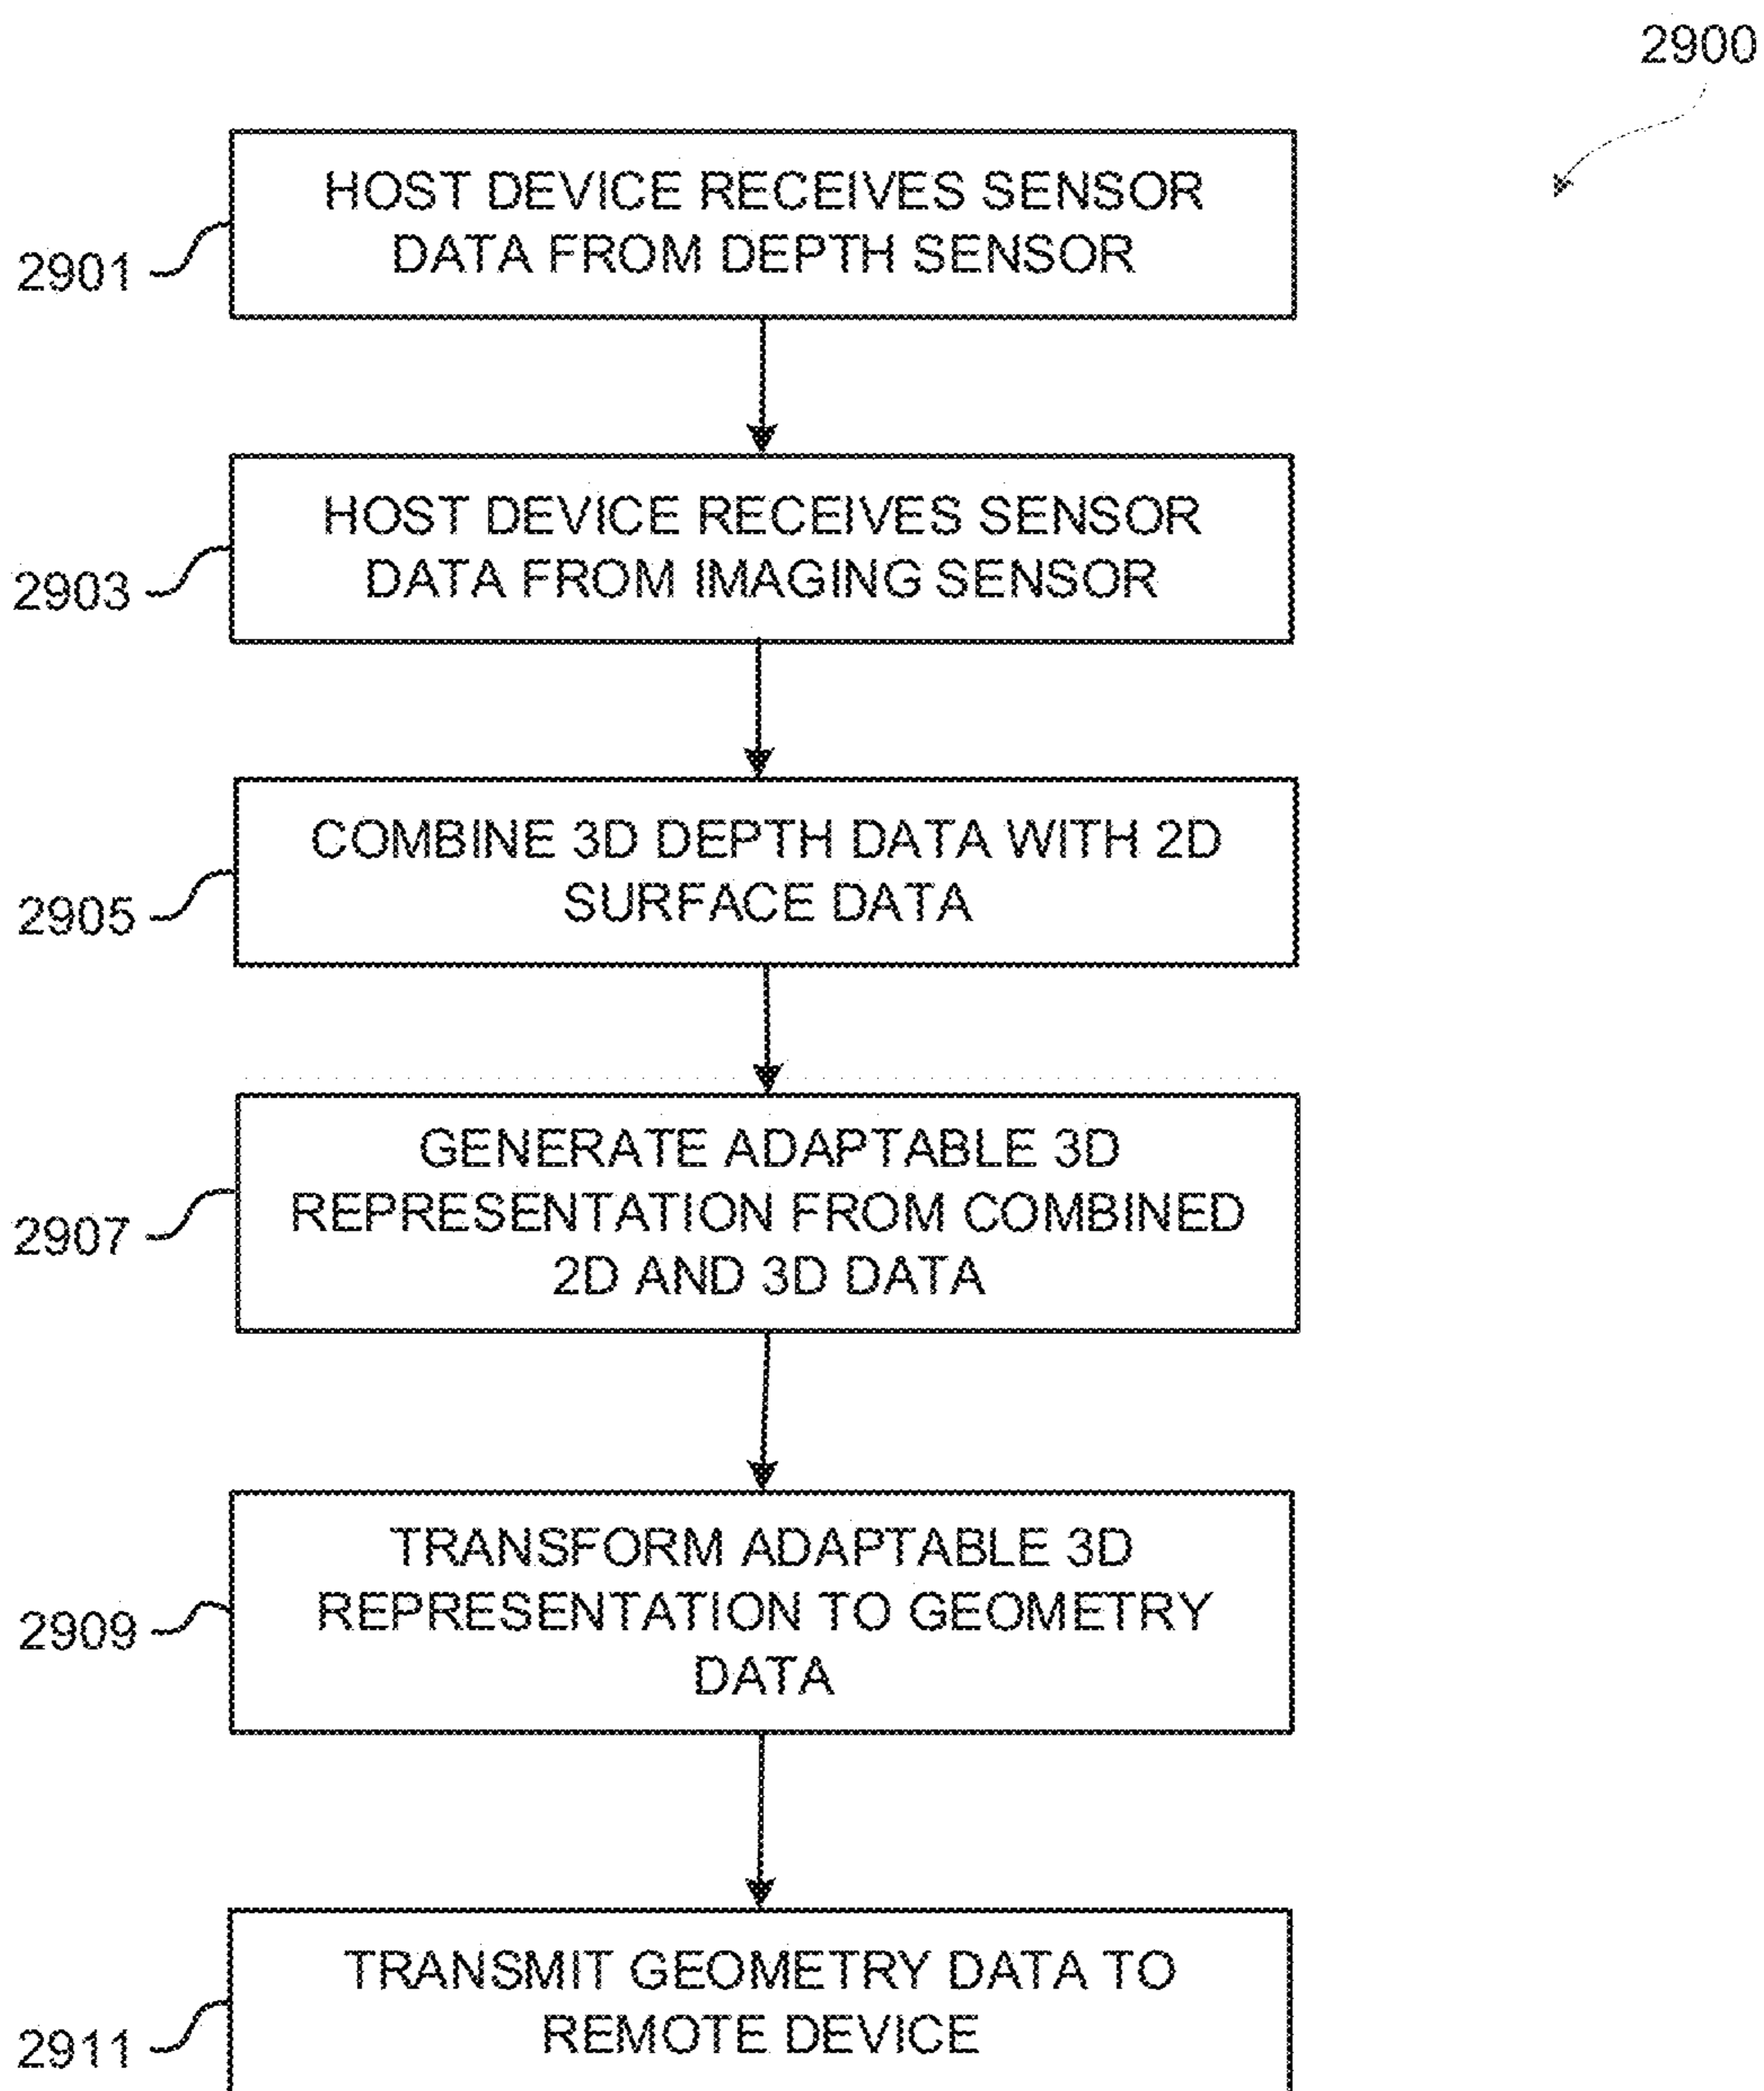 2900
HOST DEVICE RECEIVES SENSOR
DATA FROM DEPTH SENSOR
2901
HOST DEVICE RECEIVES SENSOR
DATA FROM IMAGING SENSOR
2903
COMBINE 3D DEPTH DATA WITH 2D
SURFACE DATA
2905
GENERATE ADAPTABLE 3D
REPRESENTATION FROM COMBINED
2D AND 3D DATA
2907
TRANSFORM ADAPTABLE 3D
REPRESENTATION TO GEOMETRY
DATA
2909
TRANSMIT GEOMETRY DATA TO
REMOTE DEVICE
2911